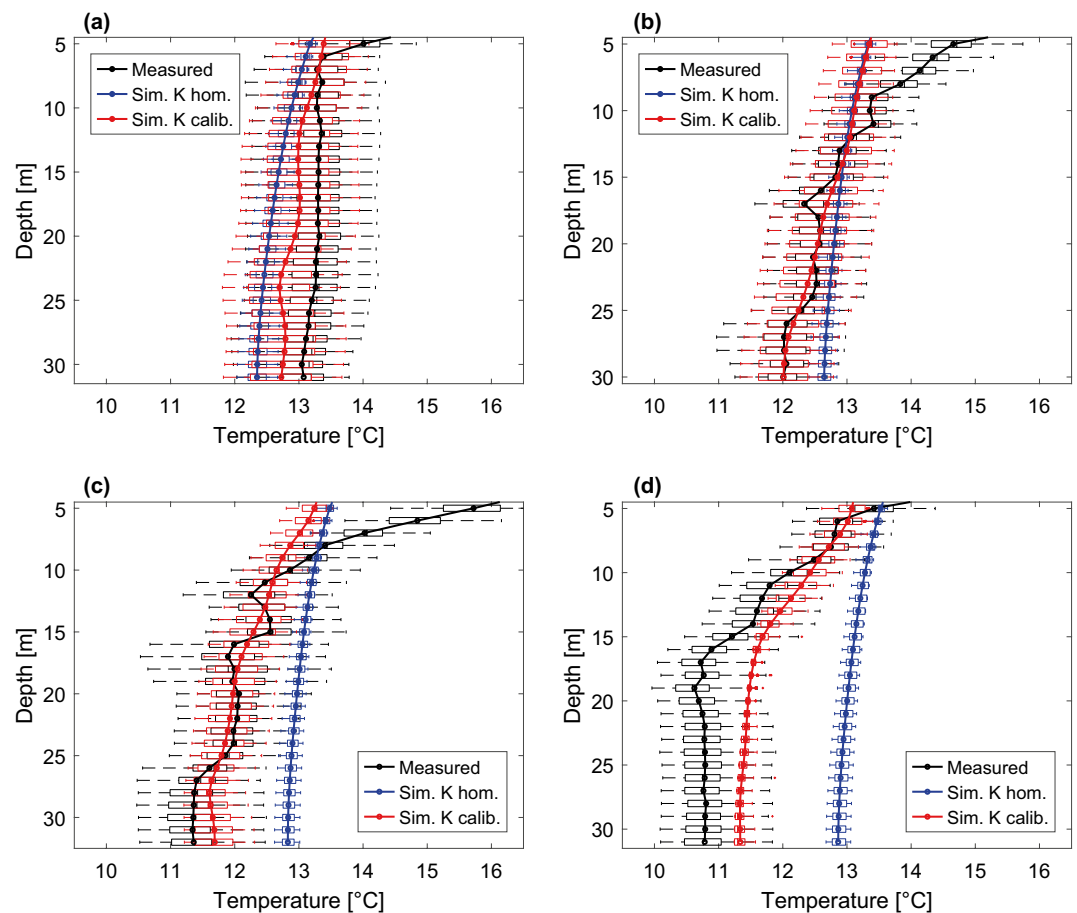 (a)
5
10
15
20
25
30
Depth [m]
Measured
Sim. K hom.
Sim. K calib.
10 11 12 13 14 15 16
Temperature [°C]
(b)
5
10
15
20
25
30
Depth [m]
Measured
Sim. K hom.
Sim. K calib.
10 11 12 13 14 15 16
Temperature [°C]
(c)
5
10
15
20
25
30
Depth [m]
Measured
Sim. K hom.
Sim. K calib.
10 11 12 13 14 15 16
Temperature [°C]
(d)
5
10
15
20
25
30
Depth [m]
Measured
Sim. K hom.
Sim. K calib.
10 11 12 13 14 15 16
Temperature [°C]